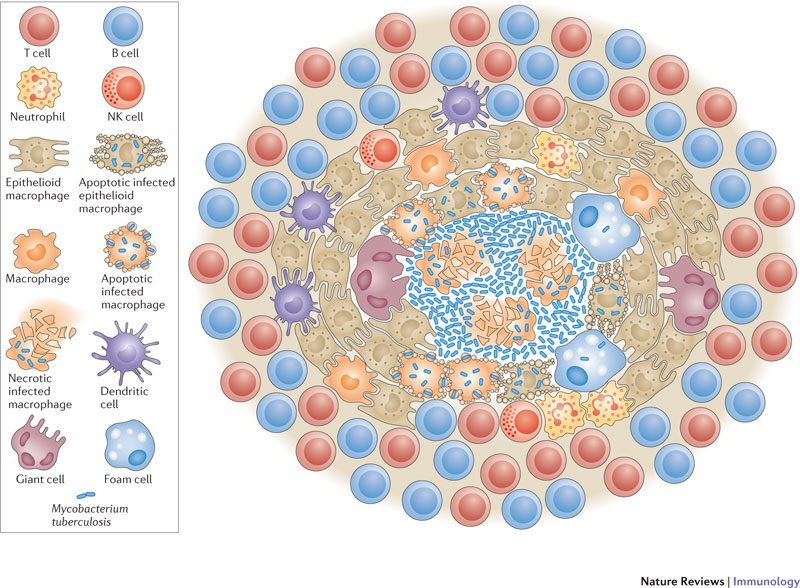 T cell
B cell
Neutrophil
NK cell
Epithelioid
macrophage
Apoptotic infected
epithelioid
macrophage
Macrophage
Apoptotic
infected
macrophage
Necrotic
infected
macrophage
Dendritic
cell
Giant cell
Foam cell
Mycobacterium
tuberculosis
Nature Reviews | Immunology